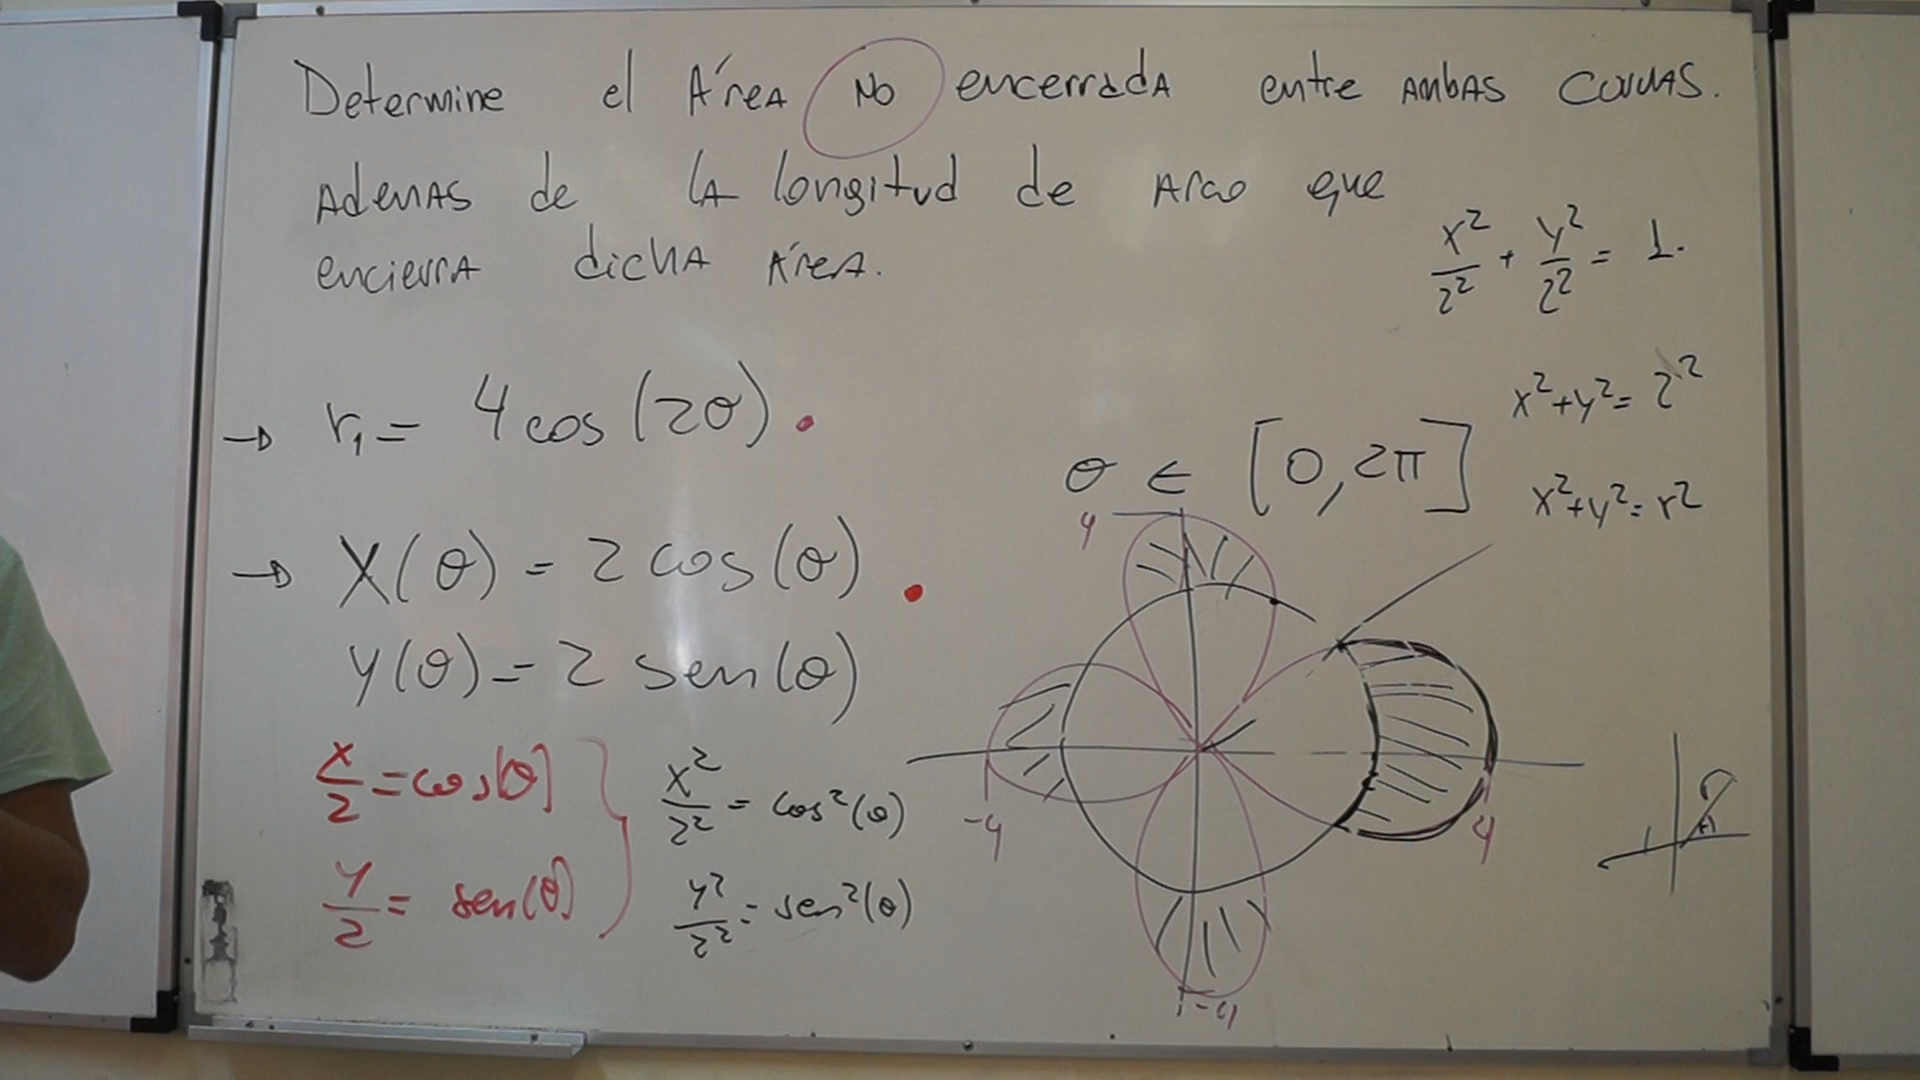 Determine el Área No encerrada entre Ambas Curvas.
Ademas de la longitud de Arco que
encierra dicha Área.
x²/2² + y²/2² = 1.
x²+y²= 2²
x²+y²= r²
→ r₁ = 4 cos(2θ).
θ ∈ [0, 2π]
→ X(θ) = 2 cos(θ).
y(θ) = 2 sen(θ)
x/2 = cos(θ)
y/2 = sen(θ)
x²/2² = cos²(θ)
y²/2² = sen²(θ)
4
-4
4
-4